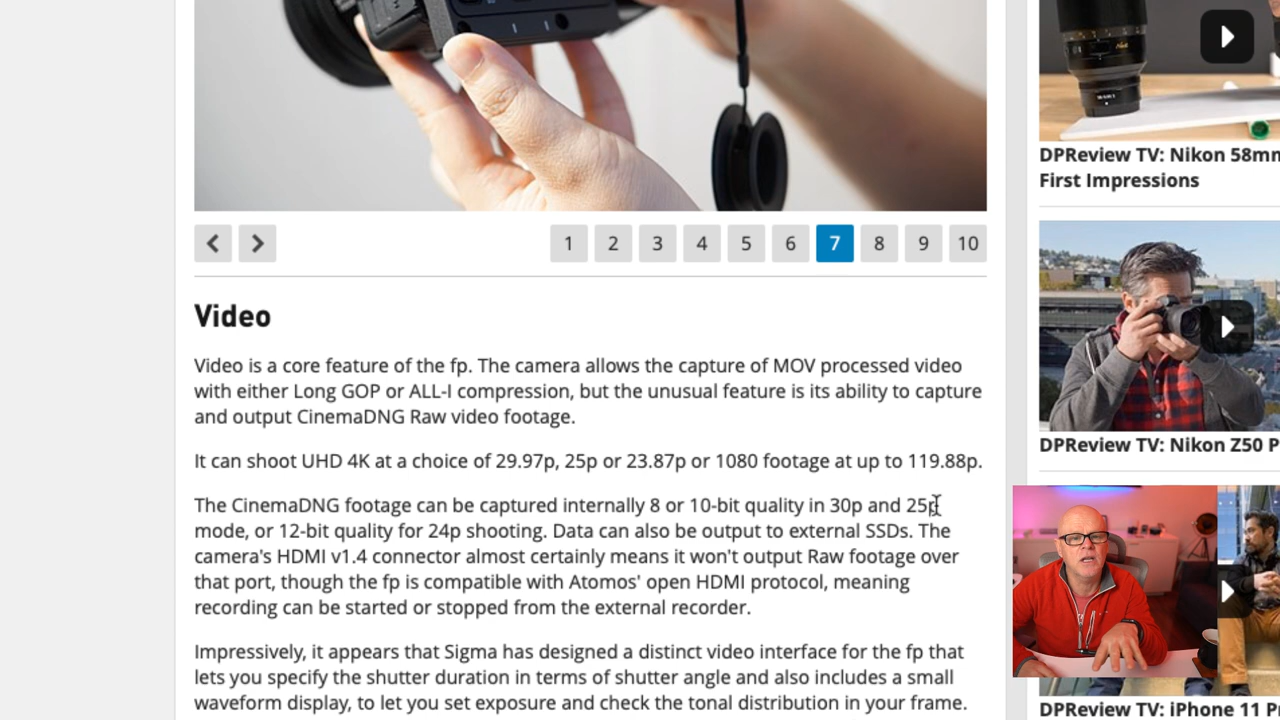 1 2 3 4 5 6 7 8 9 10
Video
Video is a core feature of the fp. The camera allows the capture of MOV processed video
with either Long GOP or ALL-I compression, but the unusual feature is its ability to capture
and output CinemaDNG Raw video footage.
It can shoot UHD 4K at a choice of 29.97p, 25p or 23.87p or 1080 footage at up to 119.88p.
The CinemaDNG footage can be captured internally 8 or 10-bit quality in 30p and 25p
mode, or 12-bit quality for 24p shooting. Data can also be output to external SSDs. The
camera's HDMI v1.4 connector almost certainly means it won't output Raw footage over
that port, though the fp is compatible with Atomos' open HDMI protocol, meaning
recording can be started or stopped from the external recorder.
Impressively, it appears that Sigma has designed a distinct video interface for the fp that
lets you specify the shutter duration in terms of shutter angle and also includes a small
waveform display, to let you set exposure and check the tonal distribution in your frame.
DPReview TV: Nikon 58mm
First Impressions
DPReview TV: Nikon Z50 P
DPReview TV: iPhone 11 P